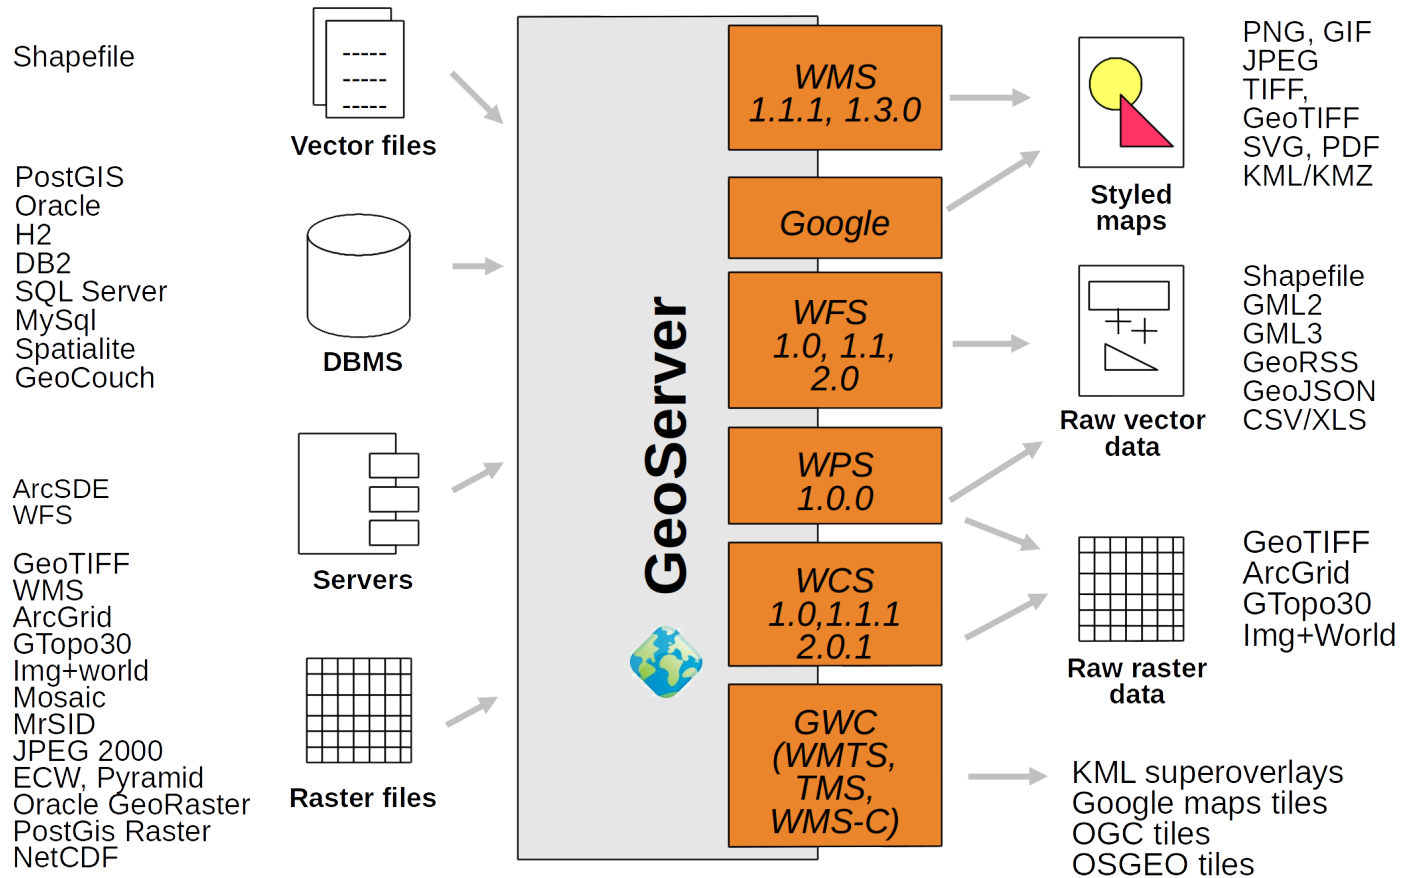 Shapefile
Vector files
PostGIS
Oracle
H2
DB2
SQL Server
MySql
Spatialite
GeoCouch
DBMS
ArcSDE
WFS
Servers
GeoTIFF
WMS
ArcGrid
GTopo30
Img+world
Mosaic
MrSID
JPEG 2000
ECW, Pyramid
Oracle GeoRaster
PostGis Raster
NetCDF
Raster files
GeoServer
WMS
1.1.1, 1.3.0
Google
WFS
1.0, 1.1,
2.0
WPS
1.0.0
WCS
1.0,1.1.1
2.0.1
GWC
(WMTS,
TMS,
WMS-C)
Styled
maps
PNG, GIF
JPEG
TIFF,
GeoTIFF
SVG, PDF
KML/KMZ
Raw vector
data
Shapefile
GML2
GML3
GeoRSS
GeoJSON
CSV/XLS
Raw raster
data
GeoTIFF
ArcGrid
GTopo30
Img+World
KML superoverlays
Google maps tiles
OGC tiles
OSGEO tiles